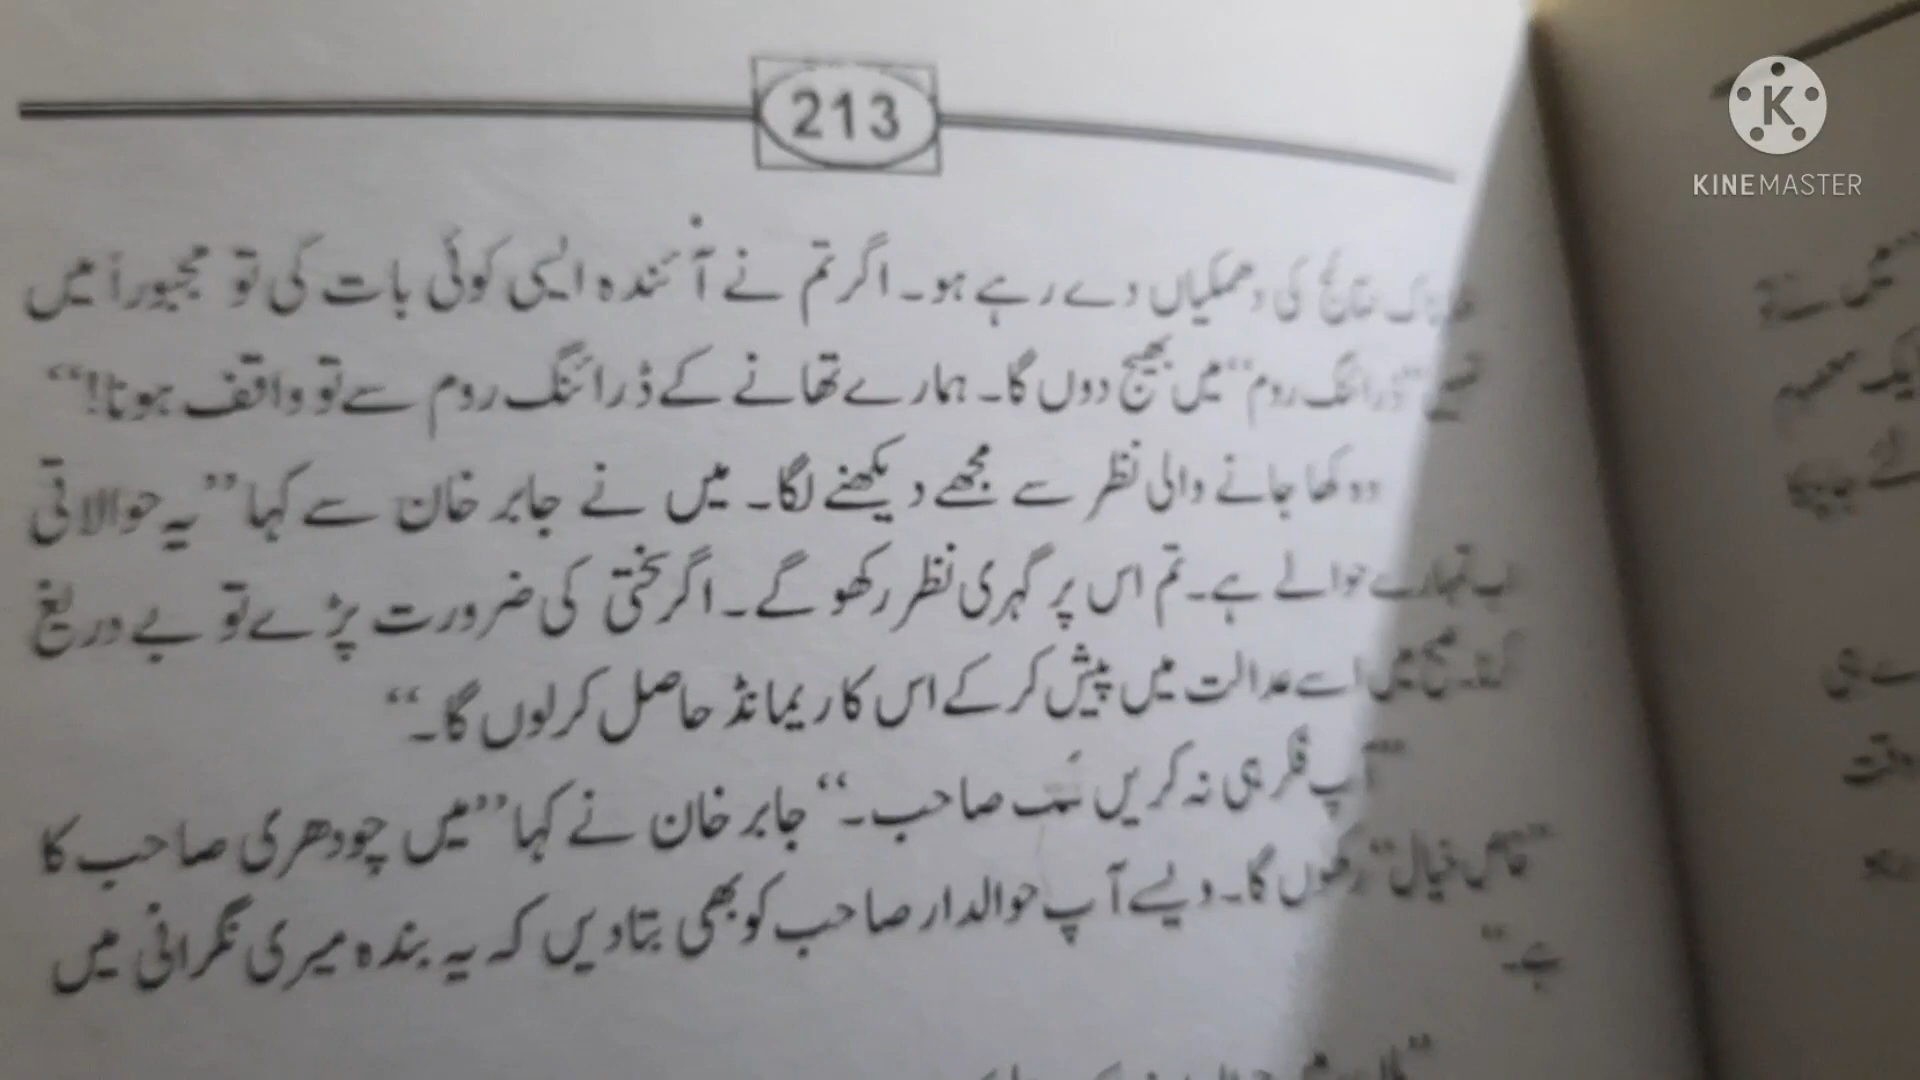 213
KINEMASTER
نتائج کی دھمکیاں دے رہے ہو۔ اگر تم نے آئندہ ایسی کوئی بات کی تو مجبوراً میں
"ڈرائنگ روم" میں بھیج دوں گا۔ ہمارے تھانے کے ڈرائنگ روم سے تو واقف ہونا!"
وہ کھا جانے والی نظر سے مجھے دیکھنے لگا۔ میں نے جابر خان سے کہا "یہ حوالاتی
اب تمہارے حوالے ہے۔ تم اس پر گہری نظر رکھو گے۔ اگر سختی کی ضرورت پڑے تو بے دریغ
کرنا۔ صبح میں اسے عدالت میں پیش کر کے اس کا ریمانڈ حاصل کر لوں گا۔"
"آپ فکر ہی نہ کریں صاحب۔" جابر خان نے کہا "میں چودھری صاحب کا
"خاص خیال" رکھوں گا۔ ویسے آپ حوالدار صاحب کو بھی بتا دیں کہ یہ بندہ میری نگرانی میں
ہے۔"
میں نے تو
ایک